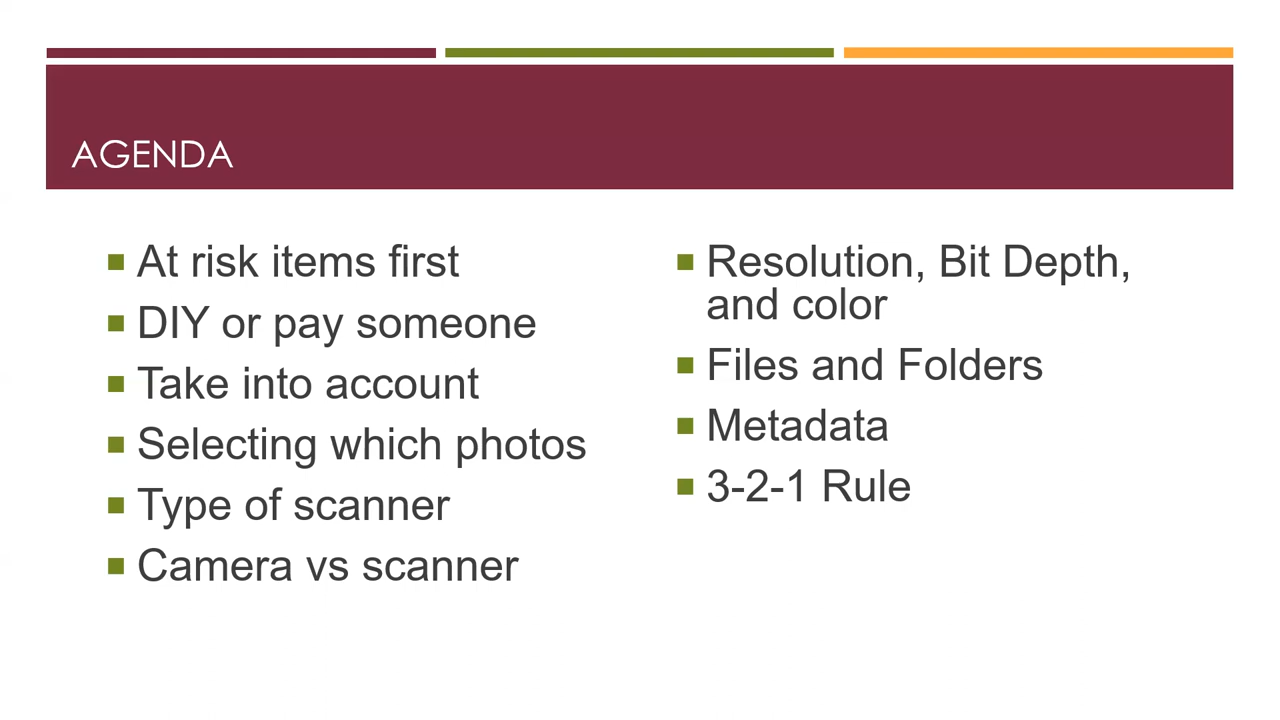 AGENDA
At risk items first
DIY or pay someone
Take into account
Selecting which photos
Type of scanner
Camera vs scanner
Resolution, Bit Depth,
and color
Files and Folders
Metadata
3-2-1 Rule